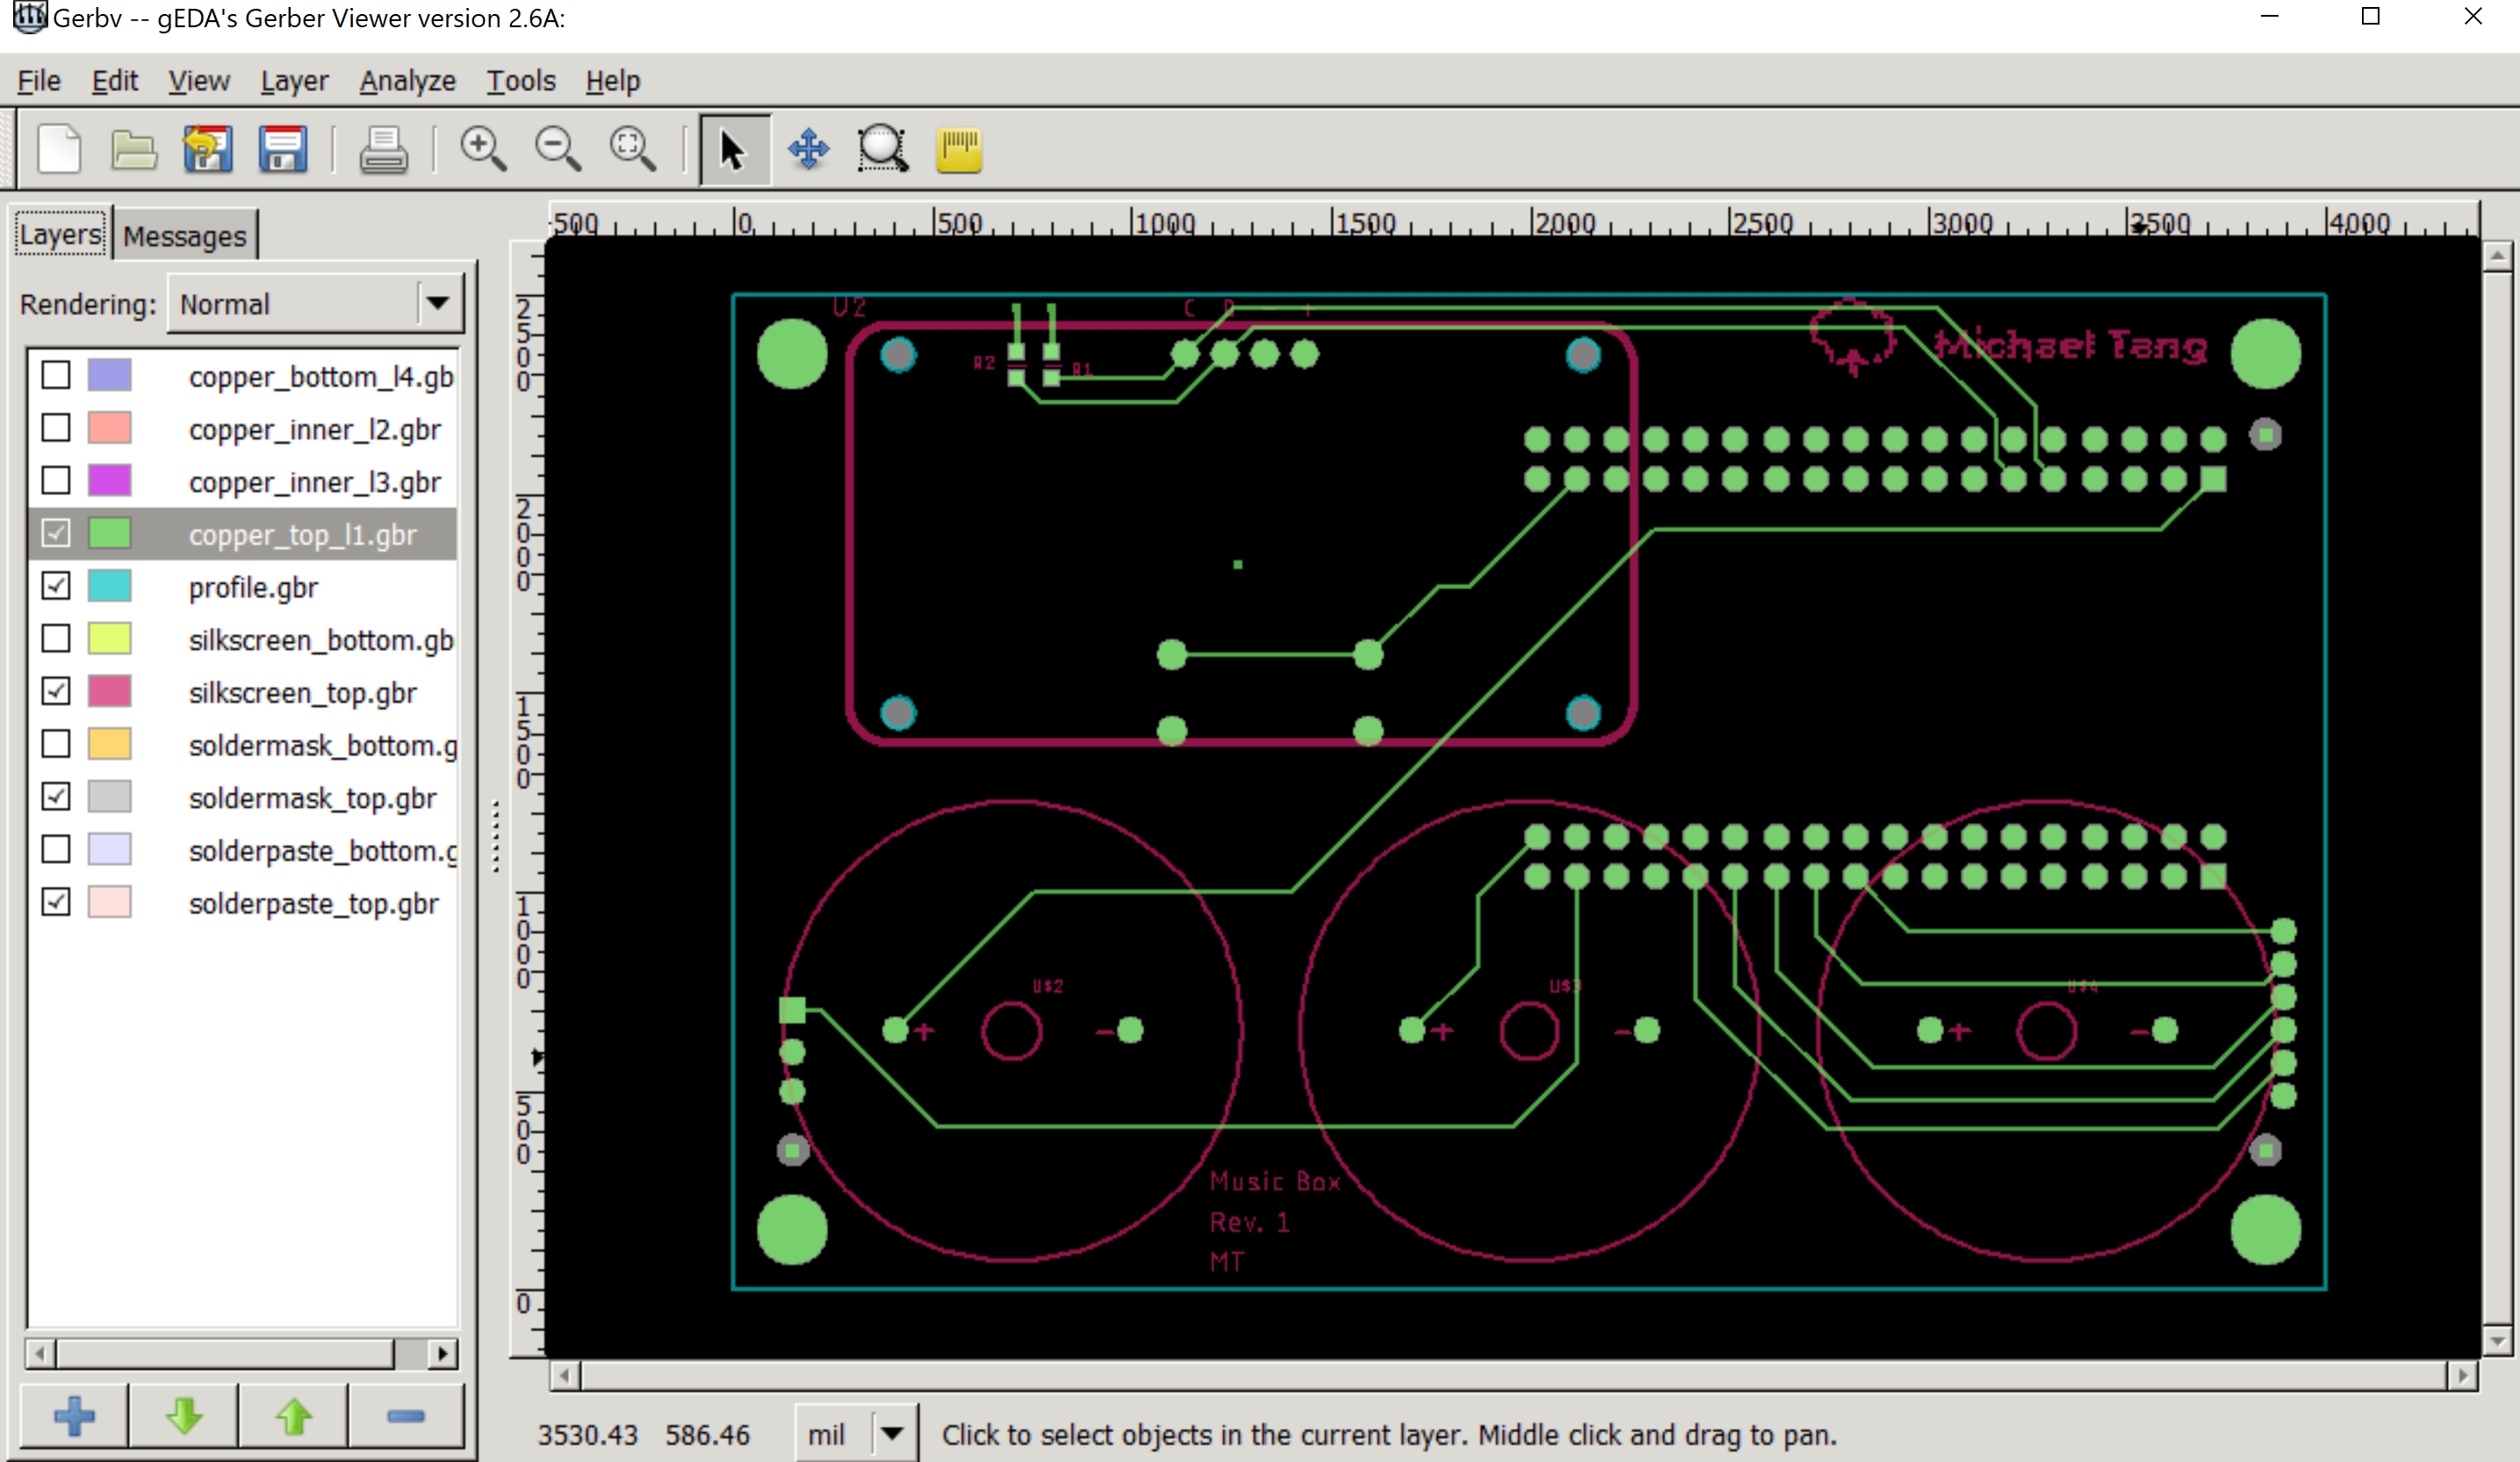 Gerbv -- gEDA's Gerber Viewer version 2.6A:
File Edit View Layer Analyze Tools Help
Layers Messages
Rendering: Normal
copper_bottom_l4.gb
copper_inner_l2.gbr
copper_inner_l3.gbr
copper_top_l1.gbr
profile.gbr
silkscreen_bottom.gb
silkscreen_top.gbr
soldermask_bottom.g
soldermask_top.gbr
solderpaste_bottom.g
solderpaste_top.gbr
-500 0 500 1000 1500 2000 2500 3000 3500 4000
2500
2000
1500
1000
500
0
U2 C D - +
Michael Tang
R2 R1
U$2 U$3 U$4
+ - + - + -
Music Box
Rev. 1
MT
3530.43 586.46 mil Click to select objects in the current layer. Middle click and drag to pan.